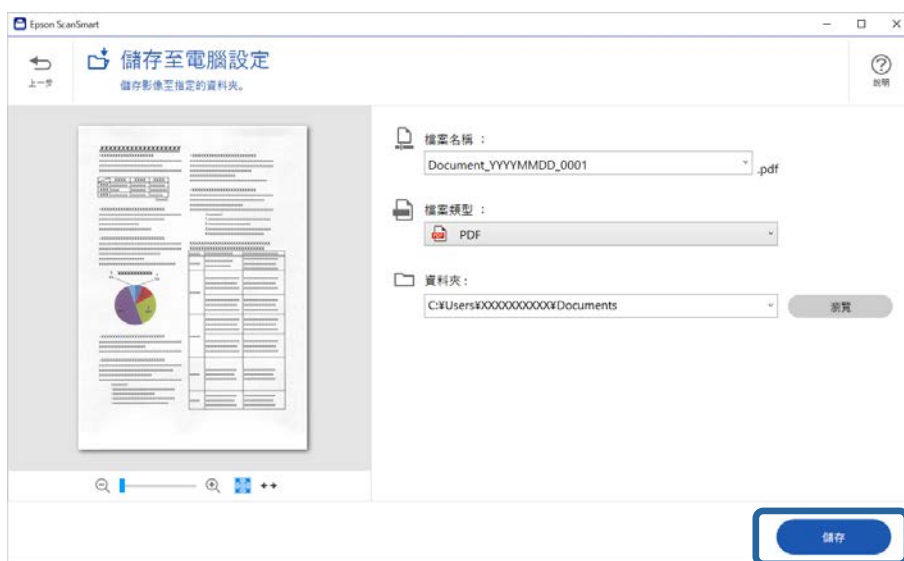 Epson ScanSmart
上一步
儲存至電腦設定
儲存影像至指定的資料夾。
說明
檔案名稱：
Document_YYYYMMDD_0001
.pdf
檔案類型：
PDF
資料夾：
C:¥Users¥XXXXXXXXXX¥Documents
瀏覽
儲存